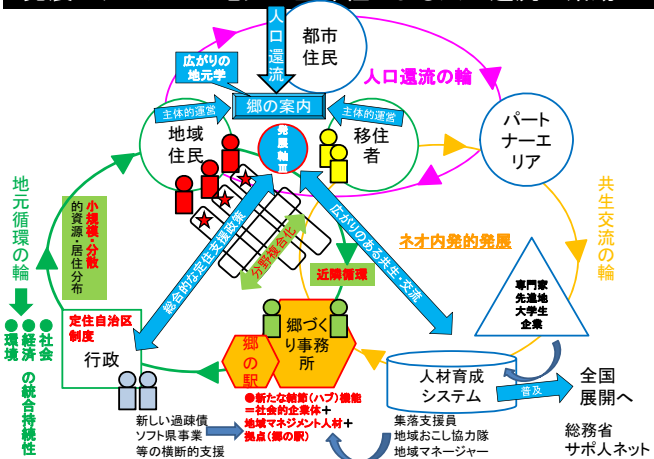 人口還流
都市
住民
広がりの
地元学
人口還流の輪
郷の案内
主体的運営
主体的運営
地域
住民
発展軸Ⅲ
移住
者
パート
ナーエ
リア
地元循環の輪
小規模・分散
的資源・居住分布
総合的な定住支援政策
分野複合化
広がりのある共生・交流
近隣循環
ネオ内発的発展
共生交流の輪
専門家
先進地
大学生
企業
●社会
●経済
●環境
の統合持続性
定住自治区
制度
行政
郷の駅
郷づく
り事務
所
人材育成
システム
普及
全国
展開へ
●新たな結節(ハブ)機能
=社会的企業体+
地域マネジメント人材+
拠点(郷の駅)
新しい過疎債
ソフト県事業
等の横断的支援
集落支援員
地域おこし協力隊
地域マネージャー
総務省
サポ人ネット